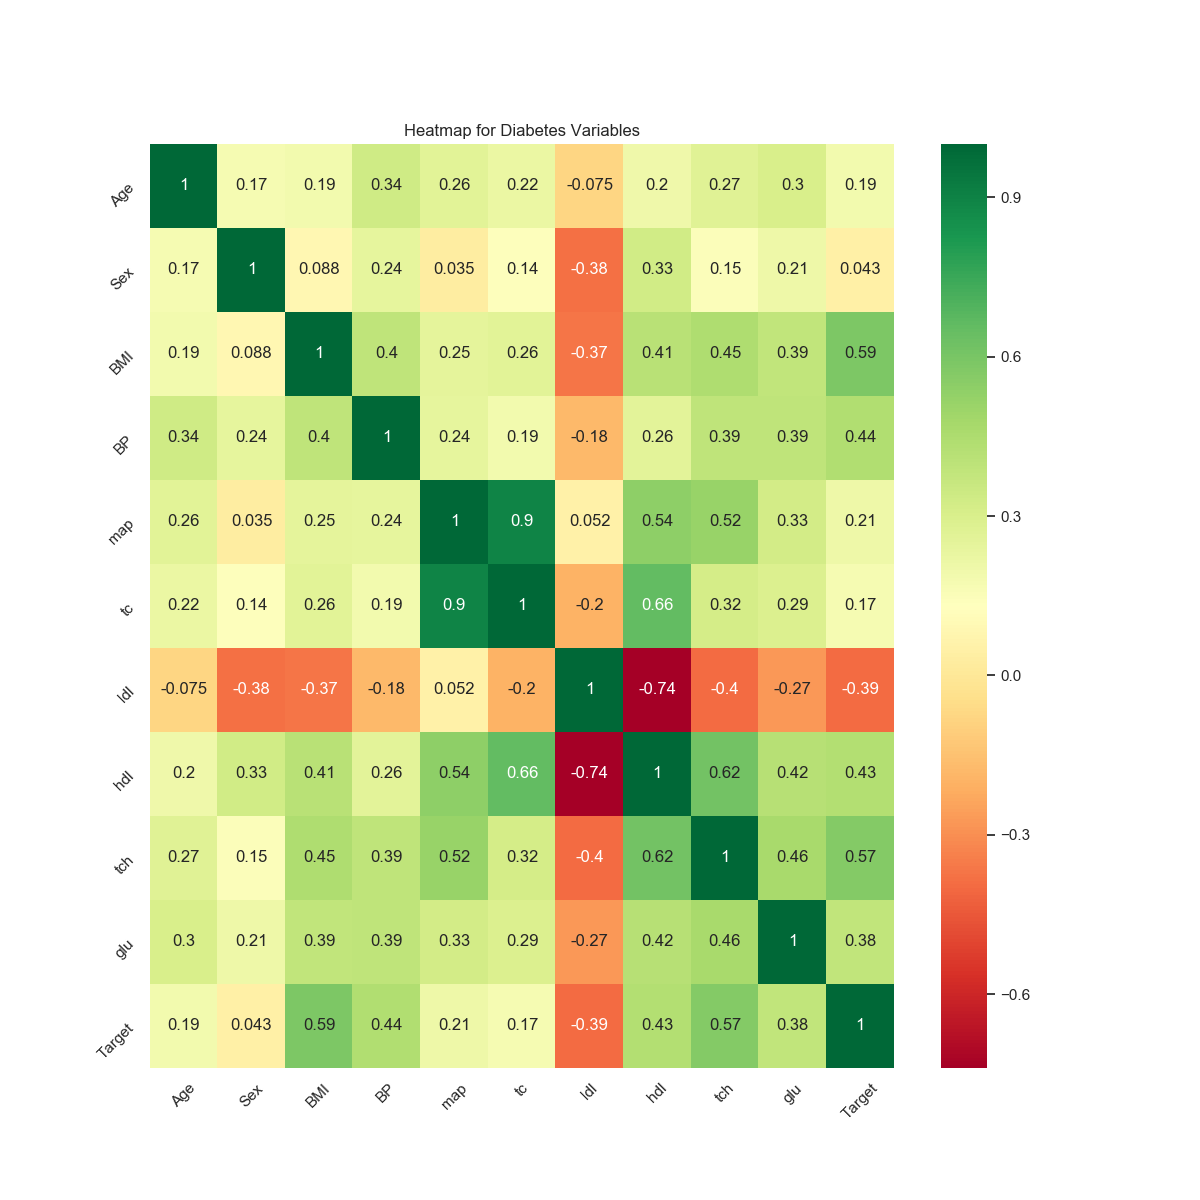 Heatmap for Diabetes Variables
Age 1 0.17 0.19 0.34 0.26 0.22 -0.075 0.2 0.27 0.3 0.19
Sex 0.17 1 0.088 0.24 0.035 0.14 -0.38 0.33 0.15 0.21 0.043
BMI 0.19 0.088 1 0.4 0.25 0.26 -0.37 0.41 0.45 0.39 0.59
BP 0.34 0.24 0.4 1 0.24 0.19 -0.18 0.26 0.39 0.39 0.44
map 0.26 0.035 0.25 0.24 1 0.9 0.052 0.54 0.52 0.33 0.21
tc 0.22 0.14 0.26 0.19 0.9 1 -0.2 0.66 0.32 0.29 0.17
ldl -0.075 -0.38 -0.37 -0.18 0.052 -0.2 1 -0.74 -0.4 -0.27 -0.39
hdl 0.2 0.33 0.41 0.26 0.54 0.66 -0.74 1 0.62 0.42 0.43
tch 0.27 0.15 0.45 0.39 0.52 0.32 -0.4 0.62 1 0.46 0.57
glu 0.3 0.21 0.39 0.39 0.33 0.29 -0.27 0.42 0.46 1 0.38
Target 0.19 0.043 0.59 0.44 0.21 0.17 -0.39 0.43 0.57 0.38 1
Age Sex BMI BP map tc ldl hdl tch glu Target
0.9
0.6
0.3
0.0
−0.3
−0.6